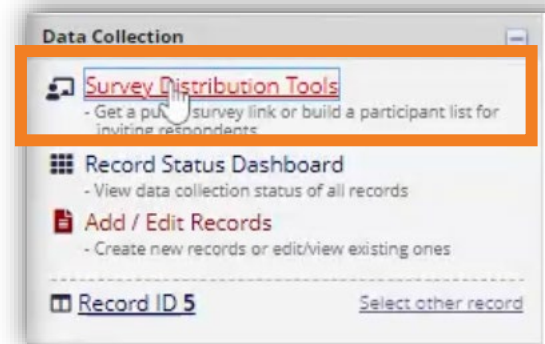 Data Collection
Survey Distribution Tools
- Get a public survey link or build a participant list for
inviting respondents
Record Status Dashboard
- View data collection status of all records
Add / Edit Records
- Create new records or edit/view existing ones
Record ID 5
Select other record